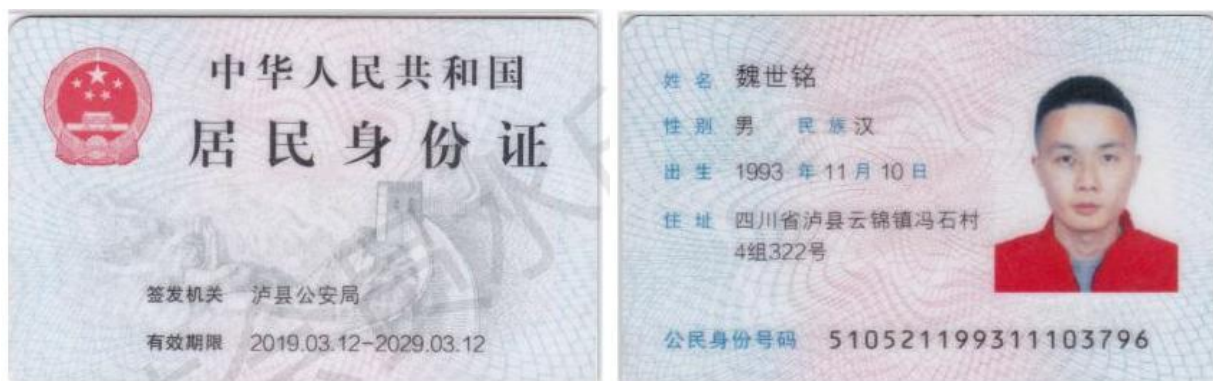 中华人民共和国
居民身份证
签发机关 泸县公安局
有效期限 2019.03.12-2029.03.12
姓名 魏世铭
性别 男 民族 汉
出生 1993 年 11 月 10 日
住址 四川省泸县云锦镇冯石村
4组322号
公民身份号码 510521199311103796